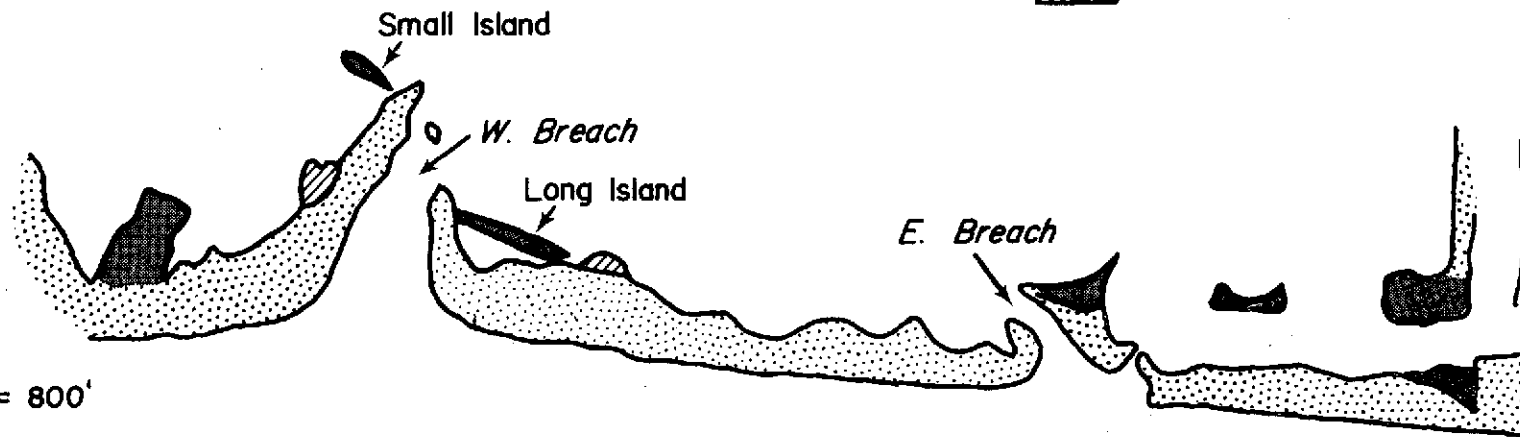 Small Island
W. Breach
Long Island
E. Breach
= 800'